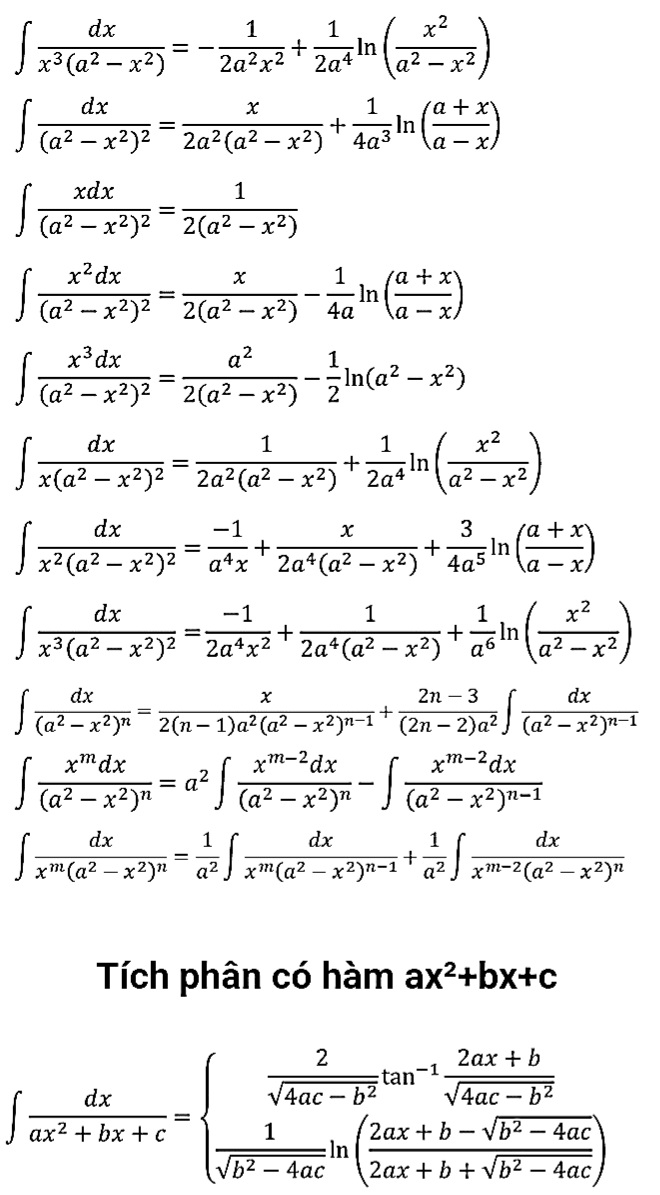 ∫ dx / x³(a² − x²) = − 1 / 2a²x² + 1 / 2a⁴ ln (x² / a² − x²)
∫ dx / (a² − x²)² = x / 2a²(a² − x²) + 1 / 4a³ ln (a + x / a − x)
∫ xdx / (a² − x²)² = 1 / 2(a² − x²)
∫ x²dx / (a² − x²)² = x / 2(a² − x²) − 1 / 4a ln (a + x / a − x)
∫ x³dx / (a² − x²)² = a² / 2(a² − x²) − 1 / 2 ln(a² − x²)
∫ dx / x(a² − x²)² = 1 / 2a²(a² − x²) + 1 / 2a⁴ ln (x² / a² − x²)
∫ dx / x²(a² − x²)² = −1 / a⁴x + x / 2a⁴(a² − x²) + 3 / 4a⁵ ln (a + x / a − x)
∫ dx / x³(a² − x²)² = −1 / 2a⁴x² + 1 / 2a⁴(a² − x²) + 1 / a⁶ ln (x² / a² − x²)
∫ dx / (a² − x²)ⁿ = x / 2(n − 1)a²(a² − x²)ⁿ⁻¹ + 2n − 3 / (2n − 2)a² ∫ dx / (a² − x²)ⁿ⁻¹
∫ xᵐdx / (a² − x²)ⁿ = a² ∫ xᵐ⁻²dx / (a² − x²)ⁿ − ∫ xᵐ⁻²dx / (a² − x²)ⁿ⁻¹
∫ dx / xᵐ(a² − x²)ⁿ = 1 / a² ∫ dx / xᵐ(a² − x²)ⁿ⁻¹ + 1 / a² ∫ dx / xᵐ⁻²(a² − x²)ⁿ
Tích phân có hàm ax²+bx+c
∫ dx / ax² + bx + c = { 2 / √(4ac − b²) tan⁻¹ 2ax + b / √(4ac − b²)
1 / √(b² − 4ac) ln (2ax + b − √(b² − 4ac) / 2ax + b + √(b² − 4ac))